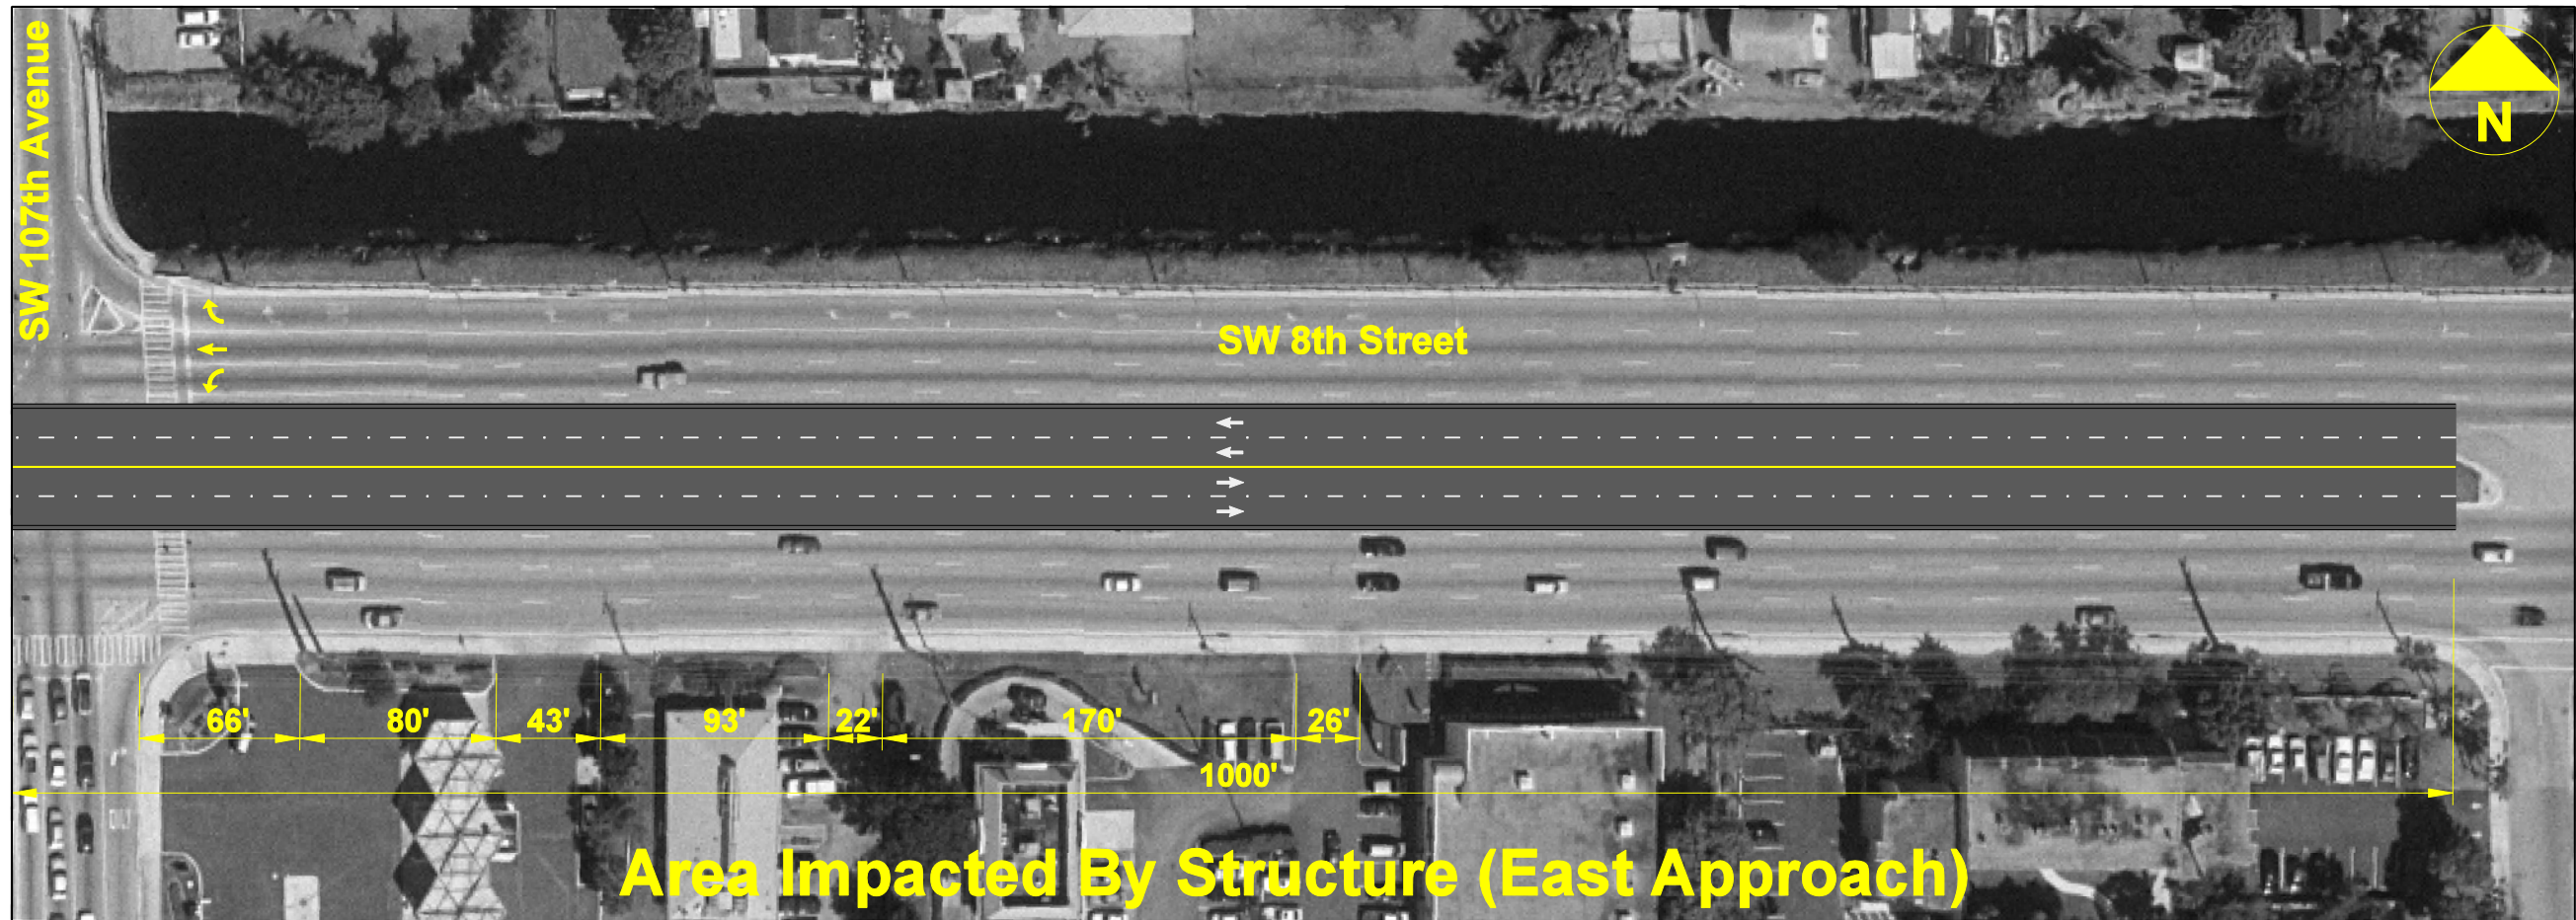 SW 107th Avenue
N
SW 8th Street
66' 80' 43' 93' 22' 170' 26'
1000'
Area Impacted By Structure (East Approach)